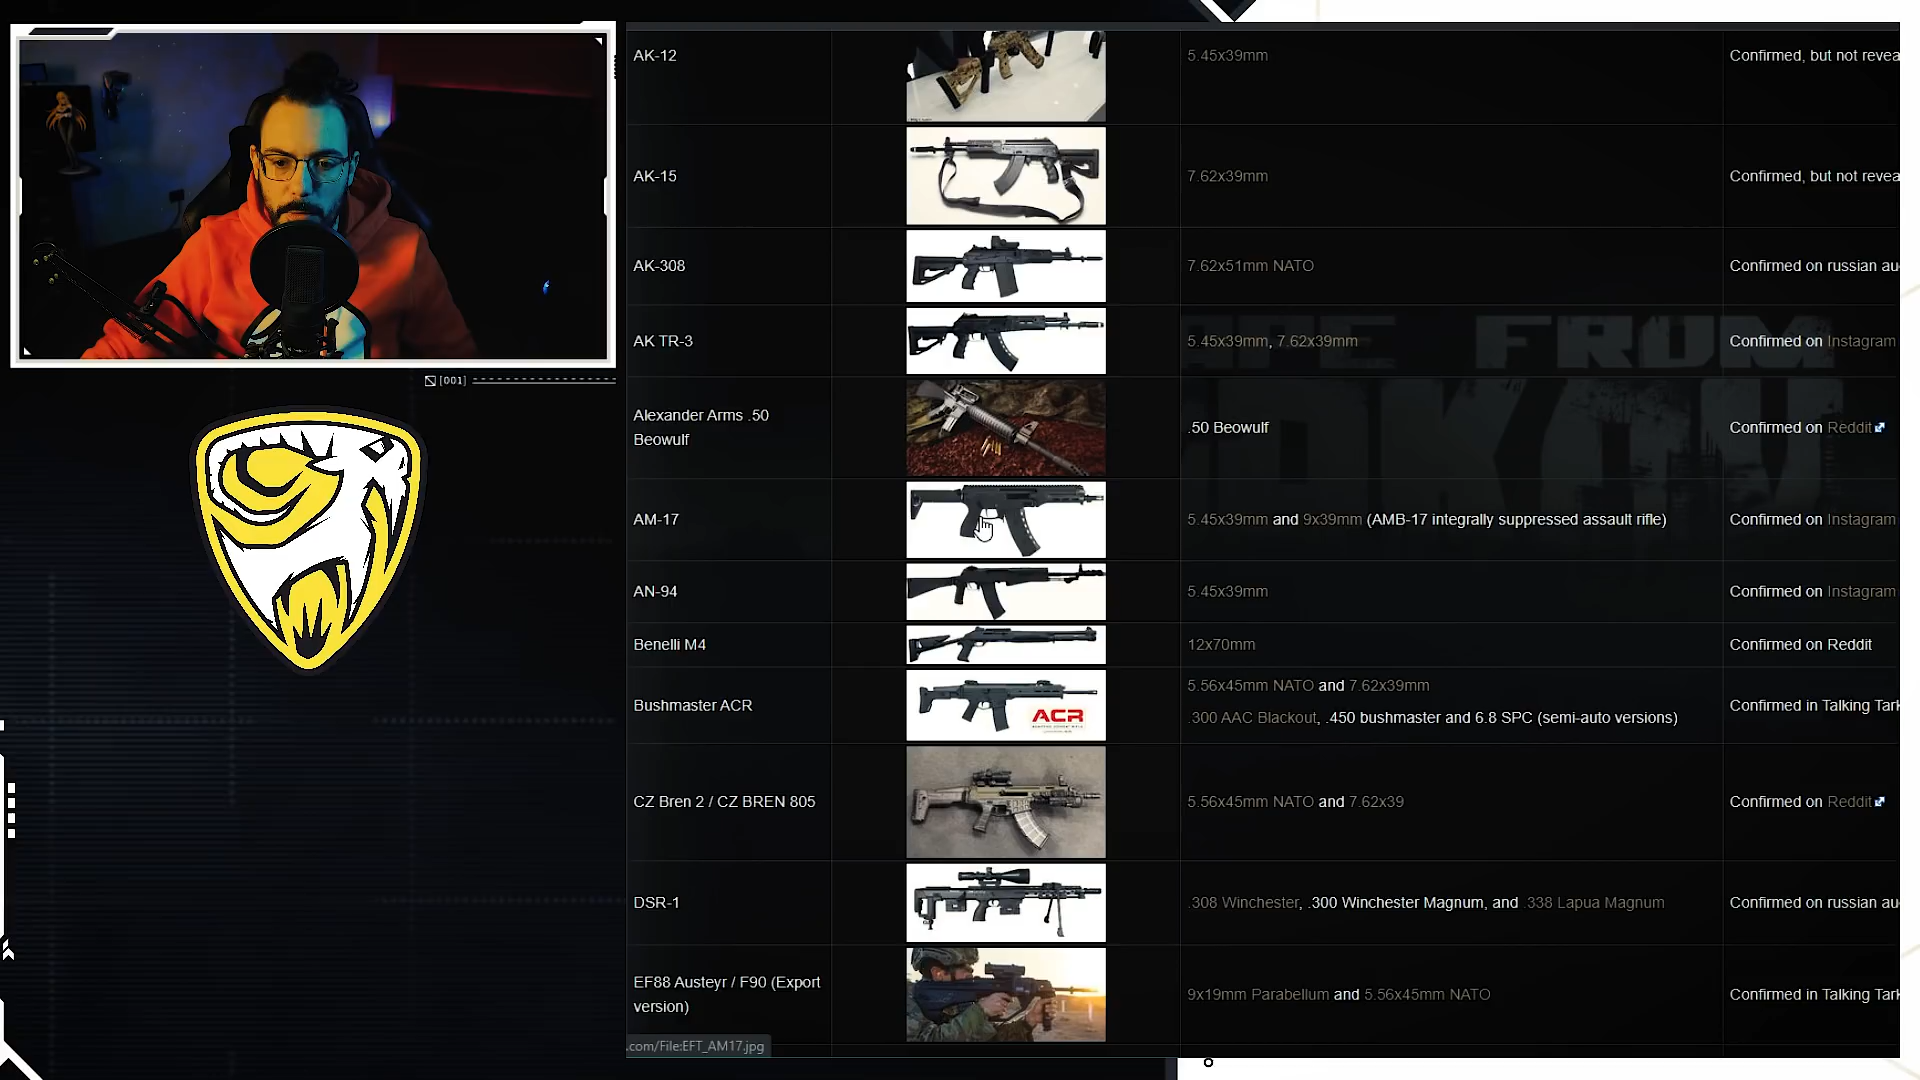 AK-12
5.45x39mm
Confirmed, but not revea
AK-15
7.62x39mm
Confirmed, but not revea
AK-308
7.62x51mm NATO
Confirmed on russian au
AK TR-3
5.45x39mm, 7.62x39mm
Confirmed on Instagram
[001]
Alexander Arms .50
Beowulf
.50 Beowulf
Confirmed on Reddit
AM-17
5.45x39mm and 9x39mm (AMB-17 integrally suppressed assault rifle)
Confirmed on Instagram
AN-94
5.45x39mm
Confirmed on Instagram
Benelli M4
12x70mm
Confirmed on Reddit
Bushmaster ACR
ACR
5.56x45mm NATO and 7.62x39mm
.300 AAC Blackout, .450 bushmaster and 6.8 SPC (semi-auto versions)
Confirmed in Talking Tark
CZ Bren 2 / CZ BREN 805
5.56x45mm NATO and 7.62x39
Confirmed on Reddit
DSR-1
.308 Winchester, .300 Winchester Magnum, and .338 Lapua Magnum
Confirmed on russian au
EF88 Austeyr / F90 (Export
version)
9x19mm Parabellum and 5.56x45mm NATO
Confirmed in Talking Tark
.com/File:EFT_AM17.jpg
APE FROM
RKOV